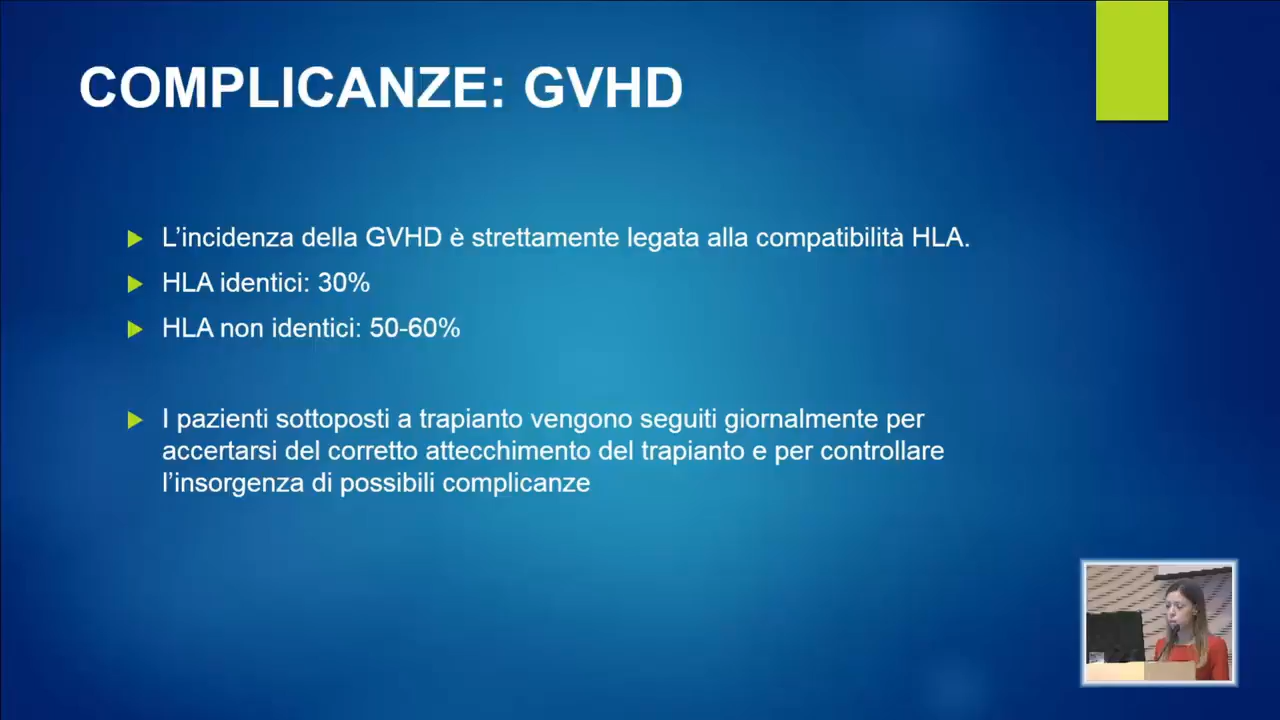 COMPLICANZE: GVHD
L’incidenza della GVHD è strettamente legata alla compatibilità HLA.
HLA identici: 30%
HLA non identici: 50-60%
I pazienti sottoposti a trapianto vengono seguiti giornalmente per
accertarsi del corretto attecchimento del trapianto e per controllare
l’insorgenza di possibili complicanze